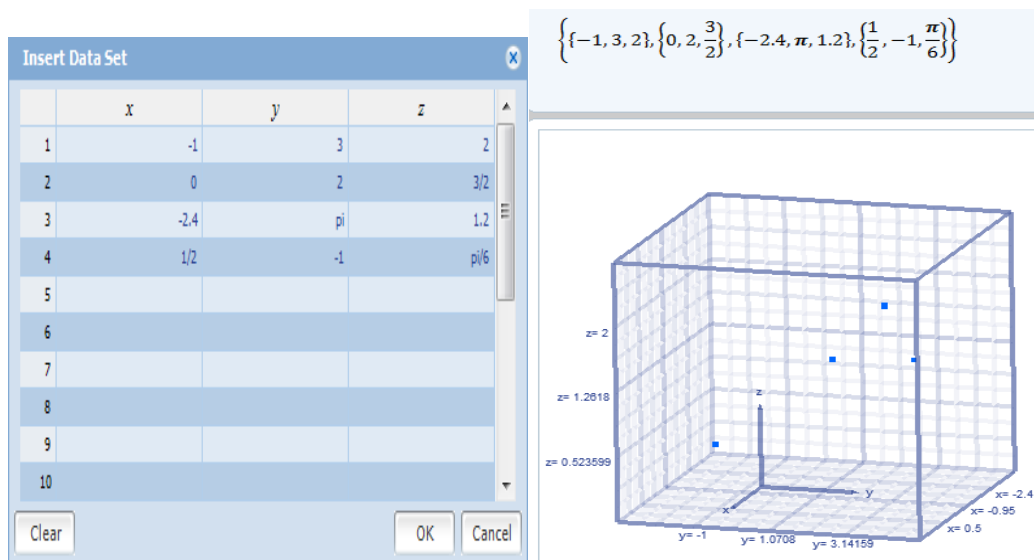 Insert Data Set
x y z
1 -1 3 2
2 0 2 3/2
3 -2.4 pi 1.2
4 1/2 -1 pi/6
5
6
7
8
9
10
Clear OK Cancel
{{−1, 3, 2}, {0, 2, 3/2}, {−2.4, π, 1.2}, {1/2, −1, π/6}}
z= 2
z= 1.2618
z= 0.523599
z
y
x
x= -2.4
x= -0.95
x= 0.5
y= -1 1.0708 y= 3.14159